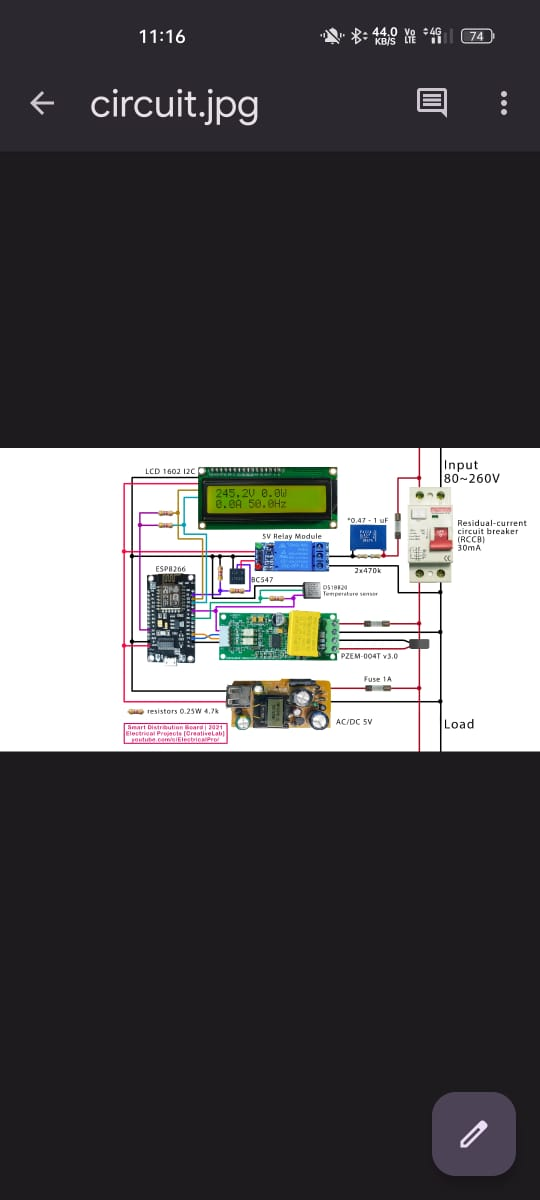 11:16
44.0 KB/S
Vo LTE
4G
74
circuit.jpg
LCD 1602 I2C
245.2V 0.0W
0.0A 50.0Hz
Input
80~260V
*0.47 - 1 uF
Residual-current
circuit breaker
(RCCB)
30mA
5V Relay Module
2x470k
ESP8266
BC547
DS18B20
Temperature sensor
PZEM-004T v3.0
Fuse 1A
resistors 0.25W 4.7k
AC/DC 5V
Load
Smart Distribution Board | 2021
Electrical Projects [CreativeLab]
youtube.com/c/ElectricalPro/